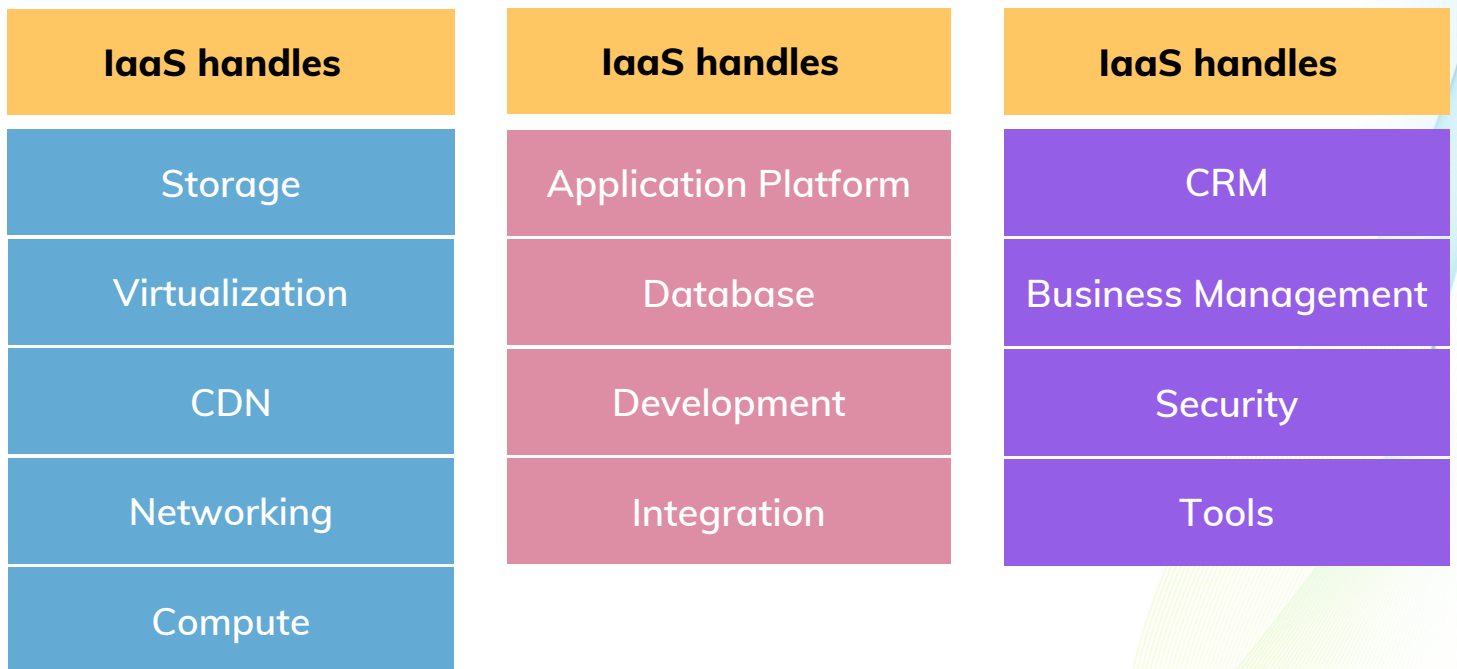 IaaS handles
Storage
Virtualization
CDN
Networking
Compute
IaaS handles
Application Platform
Database
Development
Integration
IaaS handles
CRM
Business Management
Security
Tools